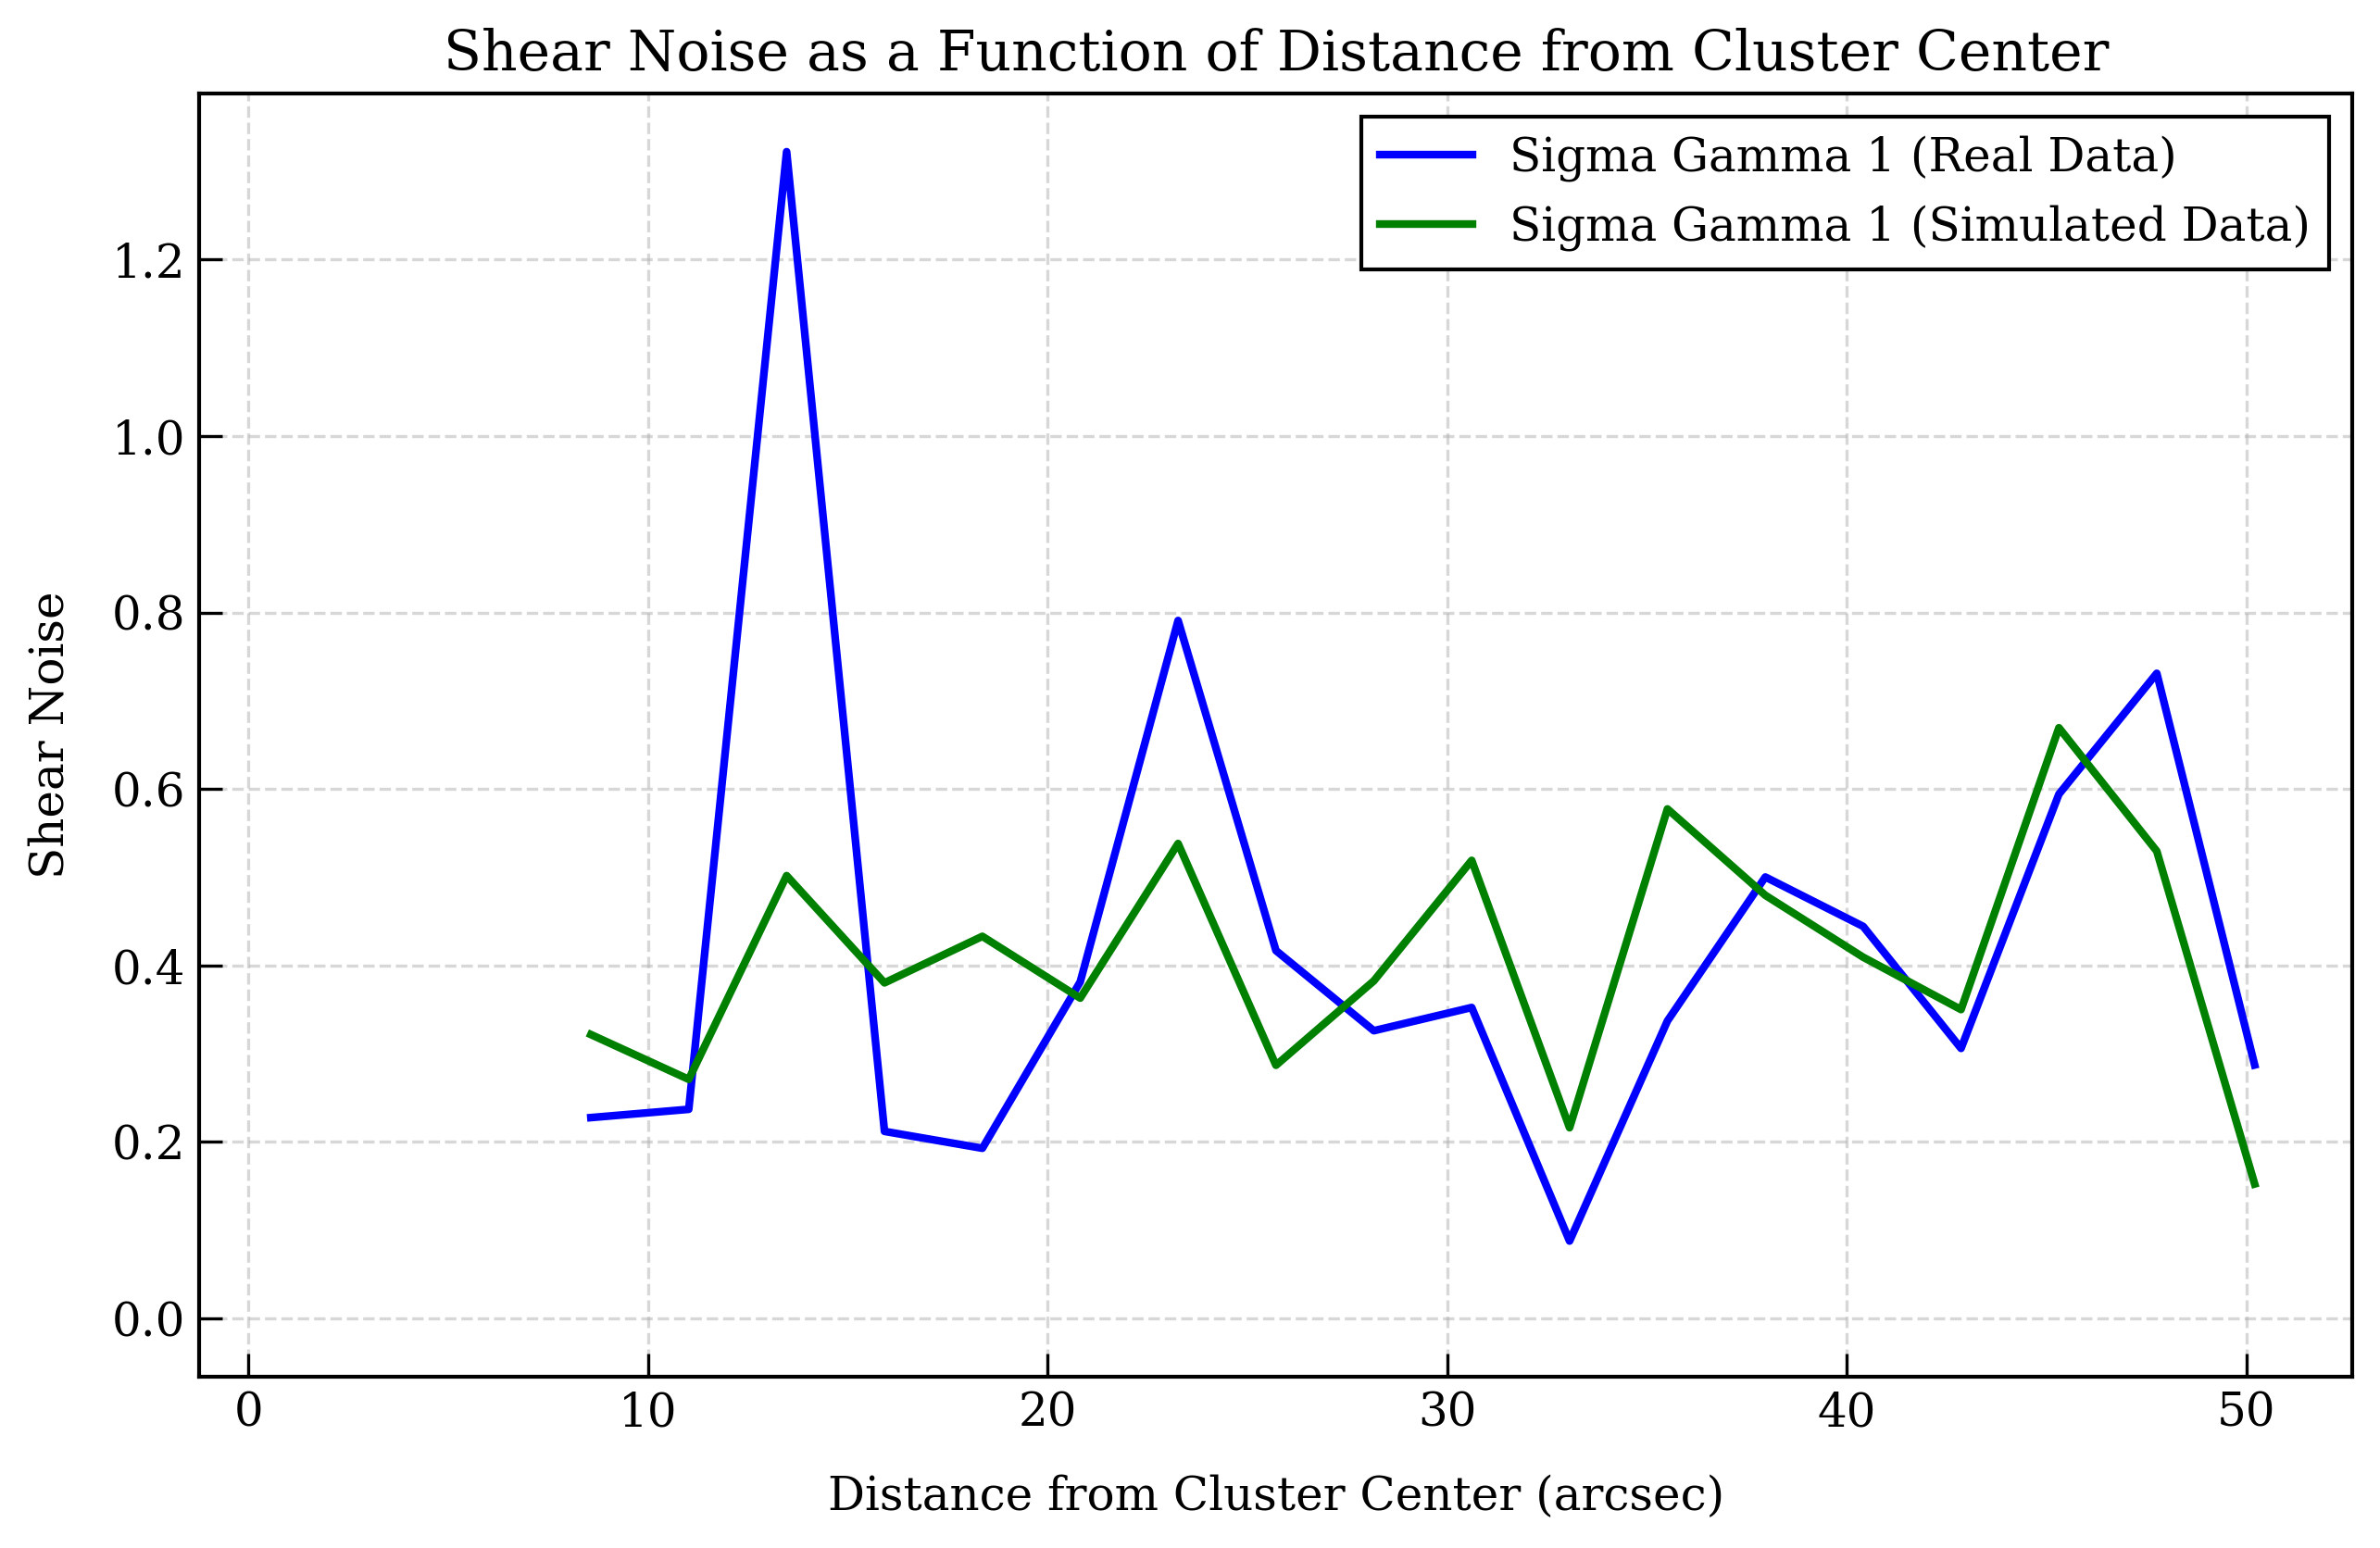 Shear Noise as a Function of Distance from Cluster Center
Sigma Gamma 1 (Real Data)
Sigma Gamma 1 (Simulated Data)
Shear Noise
1.2
1.0
0.8
0.6
0.4
0.2
0.0
0 10 20 30 40 50
Distance from Cluster Center (arcsec)